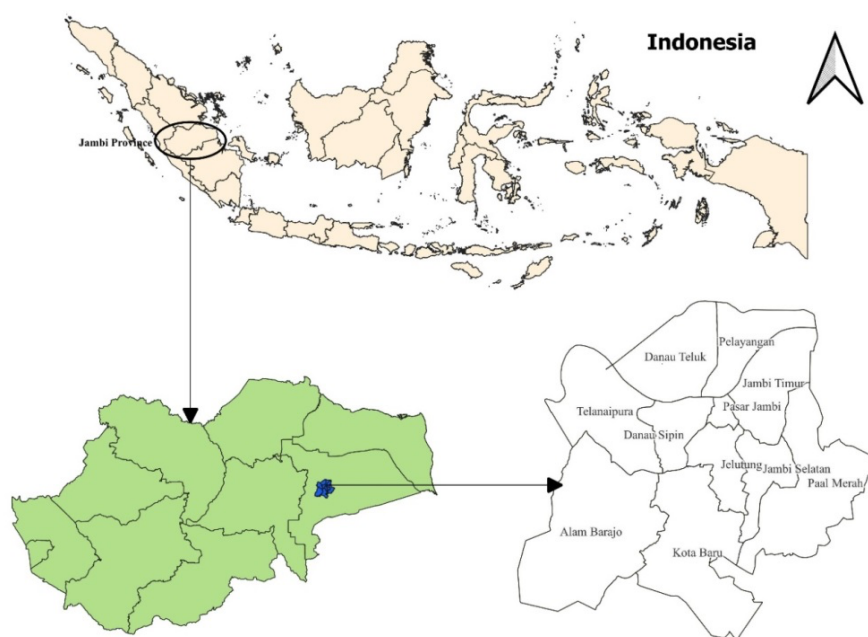 Indonesia
Jambi Province
Pelayangan
Danau Teluk
Jambi Timur
Telanaipura
Pasar Jambi
Danau Sipin
Jelutung
Jambi Selatan
Paal Merah
Alam Barajo
Kota Baru